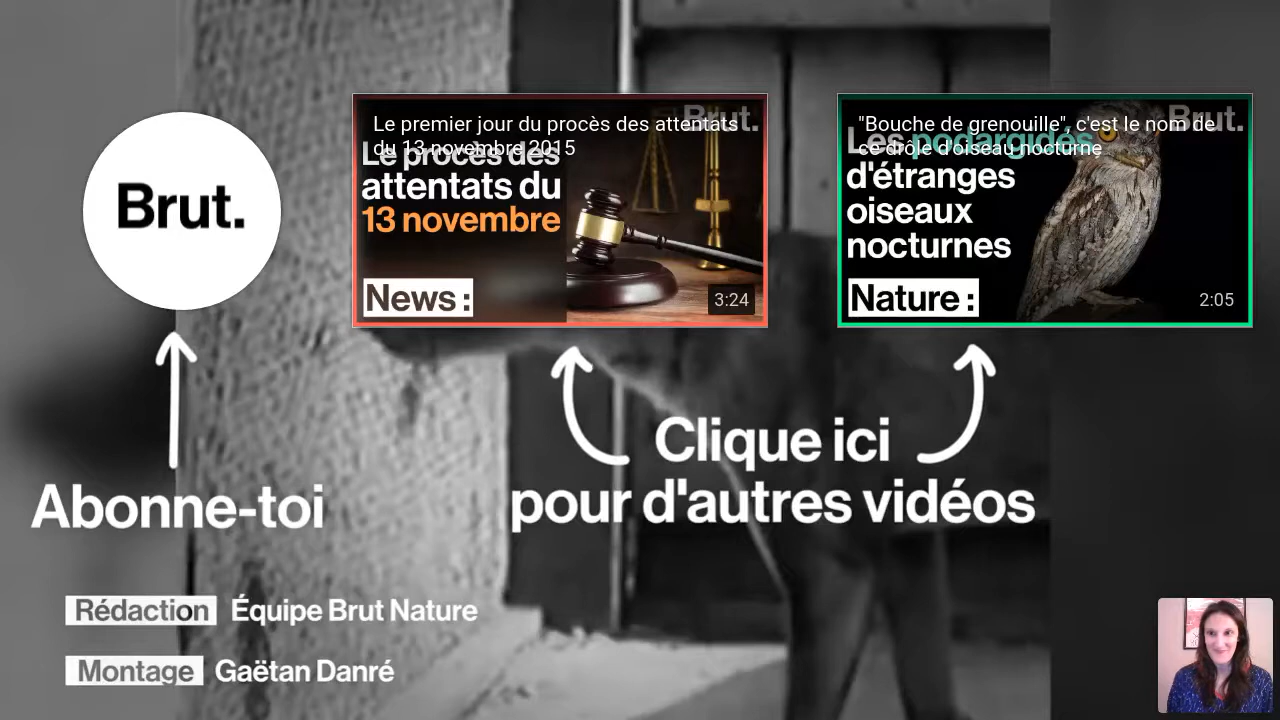 Brut.
Le premier jour du procès des attentats
du 13 novembre 2015
Brut.
Le procès des
attentats du
13 novembre
News :
3:24
"Bouche de grenouille", c'est le nom de
ce drôle d'oiseau nocturne
Brut.
Les podargidés
d'étranges
oiseaux
nocturnes
Nature :
2:05
Clique ici
pour d'autres vidéos
Abonne-toi
Rédaction Équipe Brut Nature
Montage Gaëtan Danré